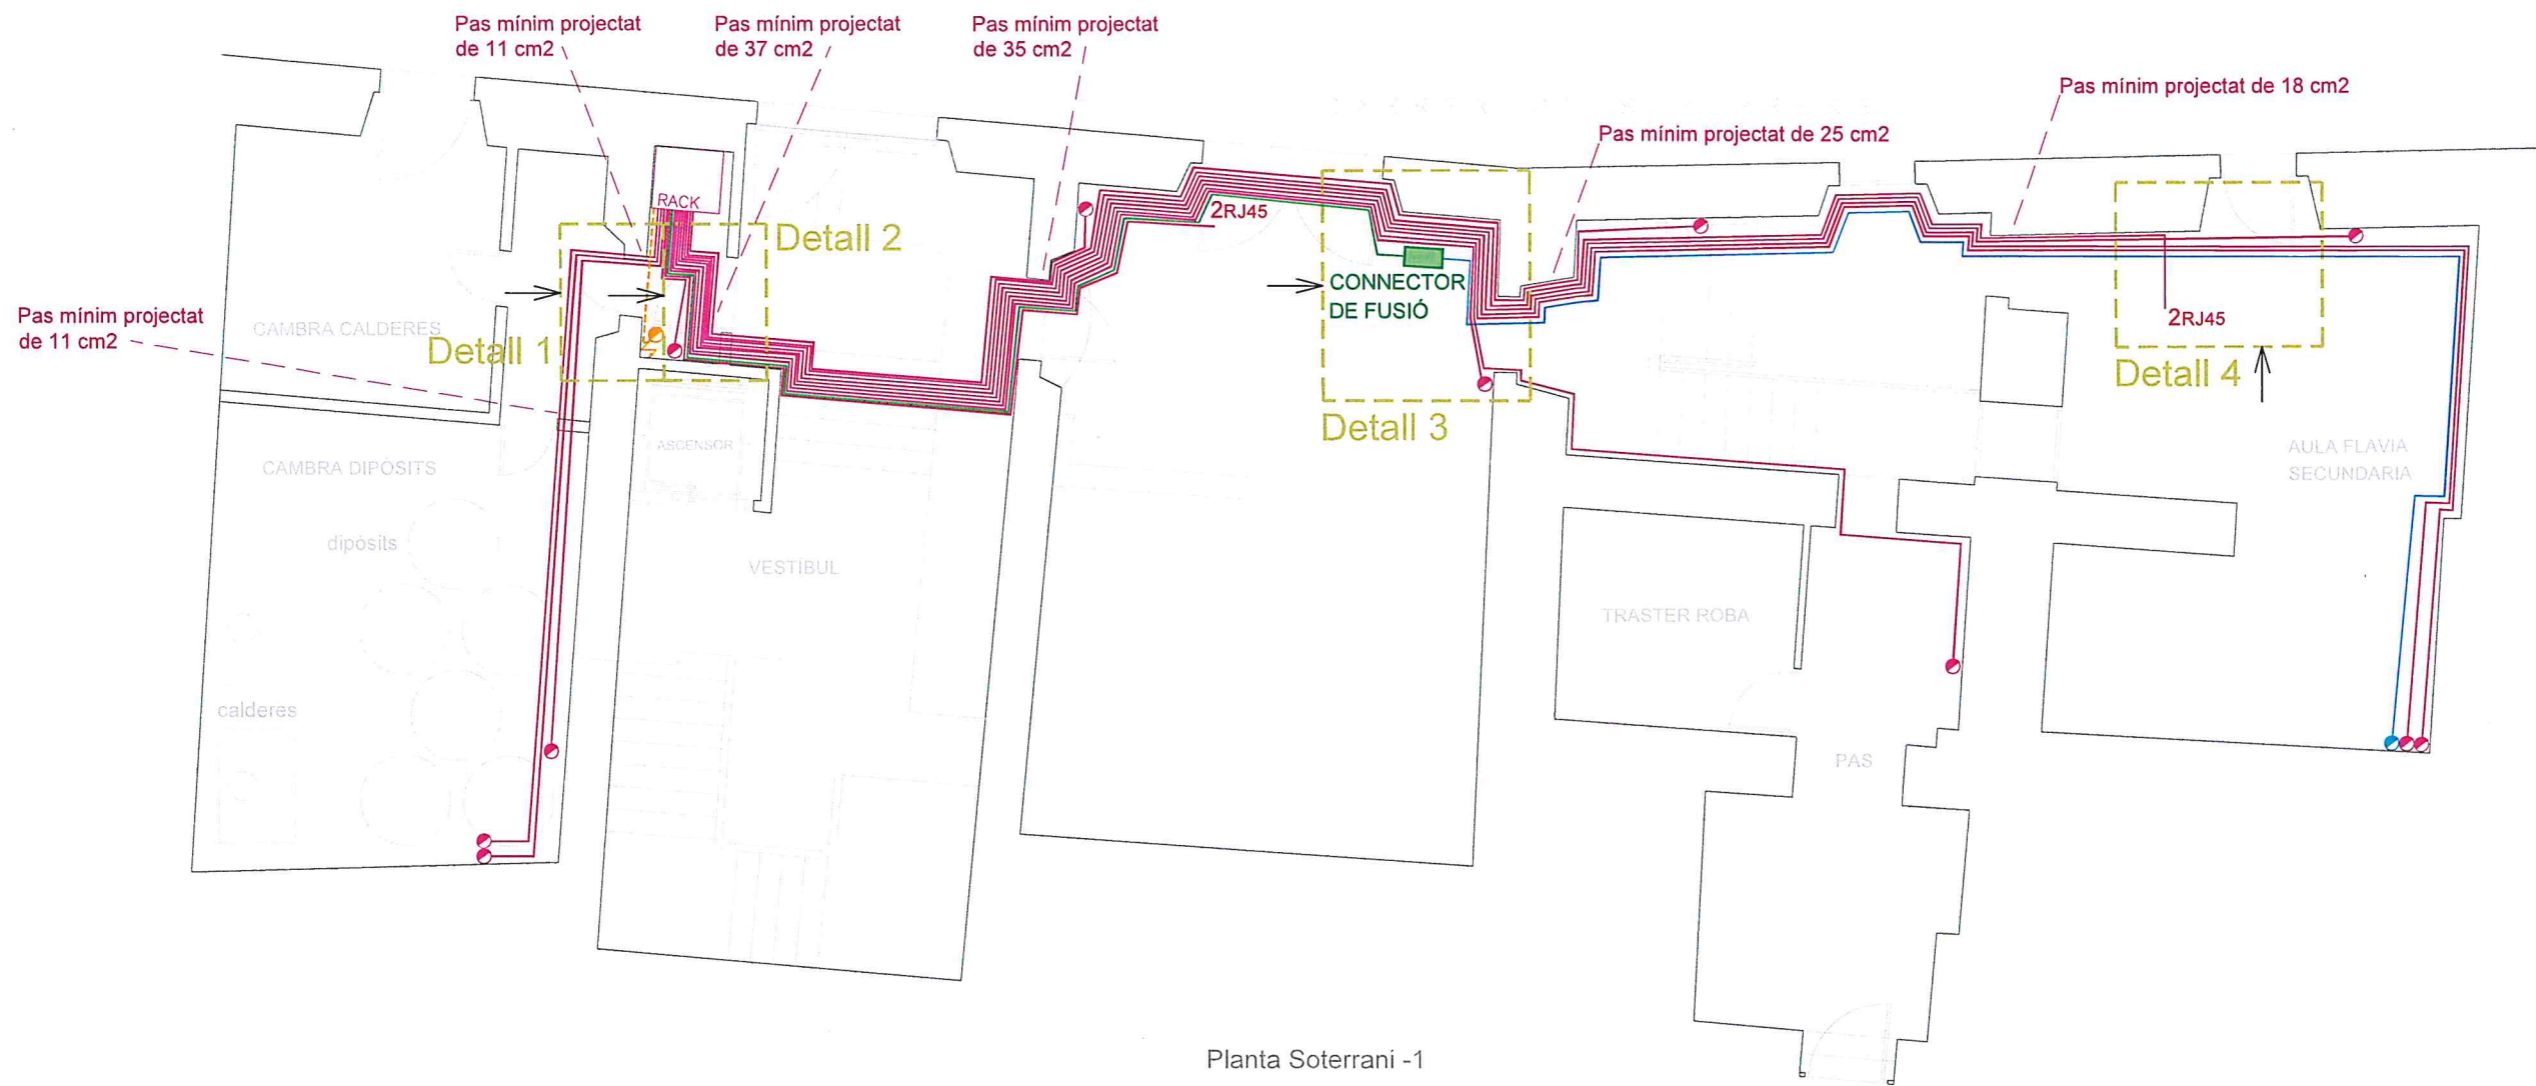 Pas mínim projectat
de 11 cm2
Pas mínim projectat
de 37 cm2
Pas mínim projectat
de 35 cm2
Pas mínim projectat de 18 cm2
Pas mínim projectat de 25 cm2
RACK
2RJ45
Detall 2
CONNECTOR
DE FUSIÓ
Pas mínim projectat
de 11 cm2
CAMBRA CALDERES
Detall 1
2RJ45
Detall 4
Detall 3
ASCENSOR
CAMBRA DIPÒSITS
AULA FLAVIA
SECUNDARIA
dipòsits
VESTÍBUL
TRASTER ROBA
calderes
PAS
Planta Soterrani -1